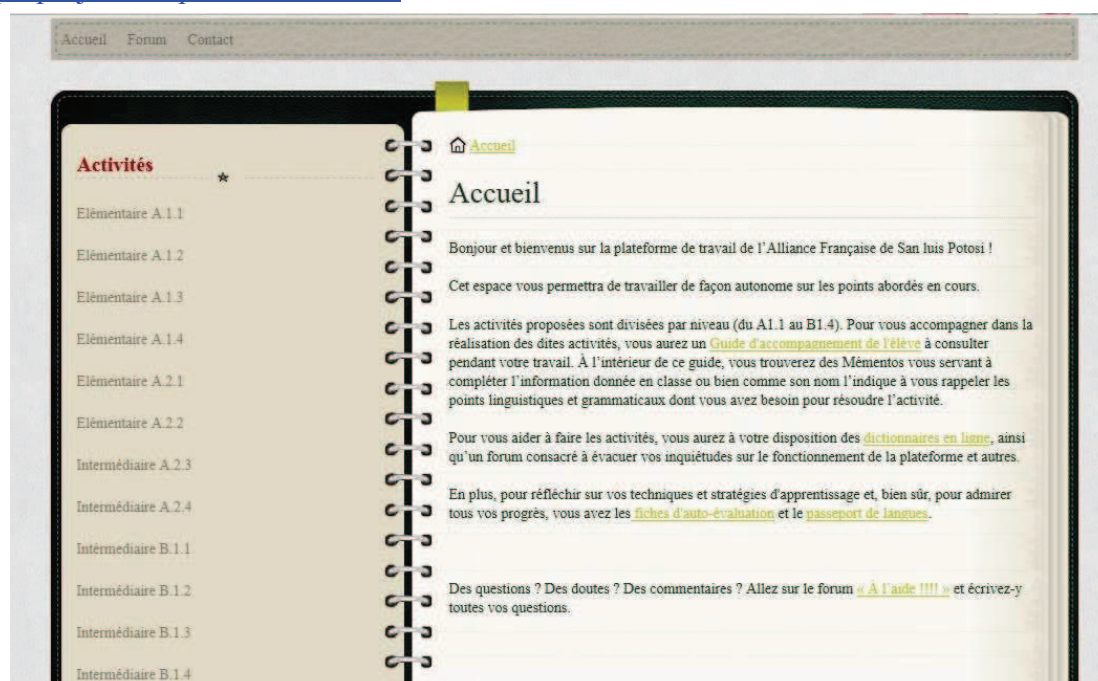 Accueil Forum Contact
Activités
Elémentaire A.1.1
Elémentaire A.1.2
Elémentaire A.1.3
Elémentaire A.1.4
Elémentaire A.2.1
Elémentaire A.2.2
Intermédiaire A.2.3
Intermédiaire A.2.4
Intérmediaire B.1.1
Intermédiaire B.1.2
Intermédiaire B.1.3
Intermédiaire B.1.4
Accueil
Accueil
Bonjour et bienvenus sur la plateforme de travail de l'Alliance Française de San luis Potosi !
Cet espace vous permettra de travailler de façon autonome sur les points abordés en cours.
Les activités proposées sont divisées par niveau (du A1.1 au B1.4). Pour vous accompagner dans la
réalisation des dites activités, vous aurez un Guide d'accompagnement de l'élève à consulter
pendant votre travail. À l'intérieur de ce guide, vous trouverez des Mémentos vous servant à
compléter l'information donnée en classe ou bien comme son nom l'indique à vous rappeler les
points linguistiques et grammaticaux dont vous avez besoin pour résoudre l'activité.
Pour vous aider à faire les activités, vous aurez à votre disposition des dictionnaires en ligne, ainsi
qu'un forum consacré à évacuer vos inquiétudes sur le fonctionnement de la plateforme et autres.
En plus, pour réfléchir sur vos techniques et stratégies d'apprentissage et, bien sûr, pour admirer
tous vos progrès, vous avez les fiches d'auto-évaluation et le passeport de langues.
Des questions ? Des doutes ? Des commentaires ? Allez sur le forum « À l'aide !!!! » et écrivez-y
toutes vos questions.